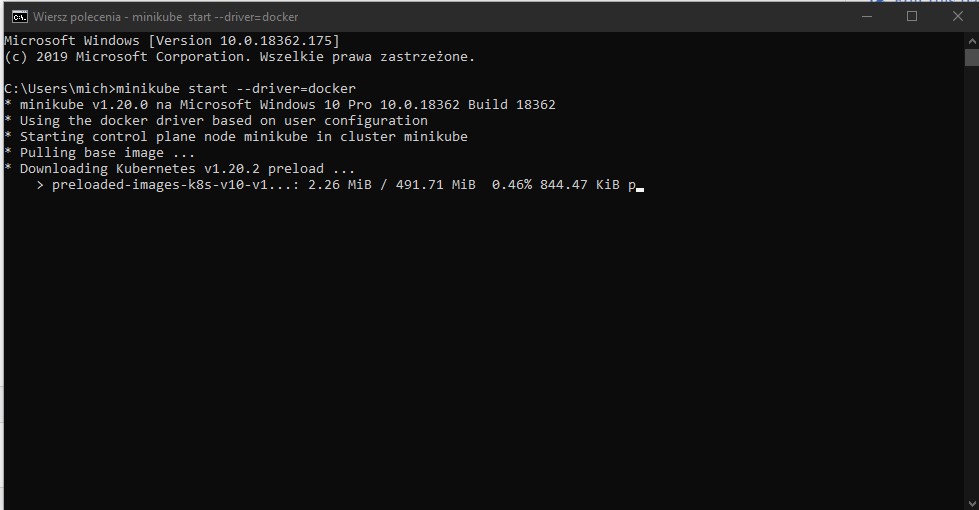 Wiersz polecenia - minikube start --driver=docker
Microsoft Windows [Version 10.0.18362.175]
(c) 2019 Microsoft Corporation. Wszelkie prawa zastrzeżone.
C:\Users\mich>minikube start --driver=docker
* minikube v1.20.0 na Microsoft Windows 10 Pro 10.0.18362 Build 18362
* Using the docker driver based on user configuration
* Starting control plane node minikube in cluster minikube
* Pulling base image ...
* Downloading Kubernetes v1.20.2 preload ...
> preloaded-images-k8s-v10-v1...: 2.26 MiB / 491.71 MiB 0.46% 844.47 KiB p